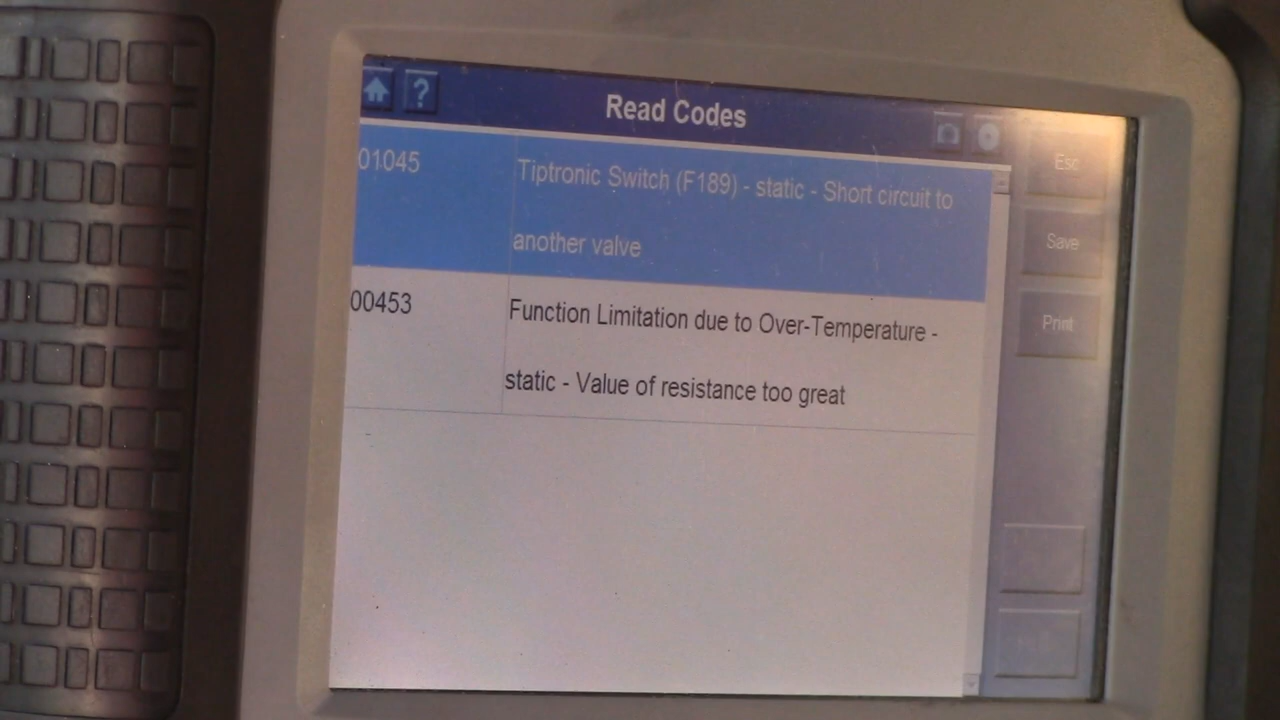 ?
Read Codes
01045
Tiptronic Switch (F189) - static - Short circuit to
another valve
00453
Function Limitation due to Over-Temperature -
static - Value of resistance too great
Esc
Save
Print